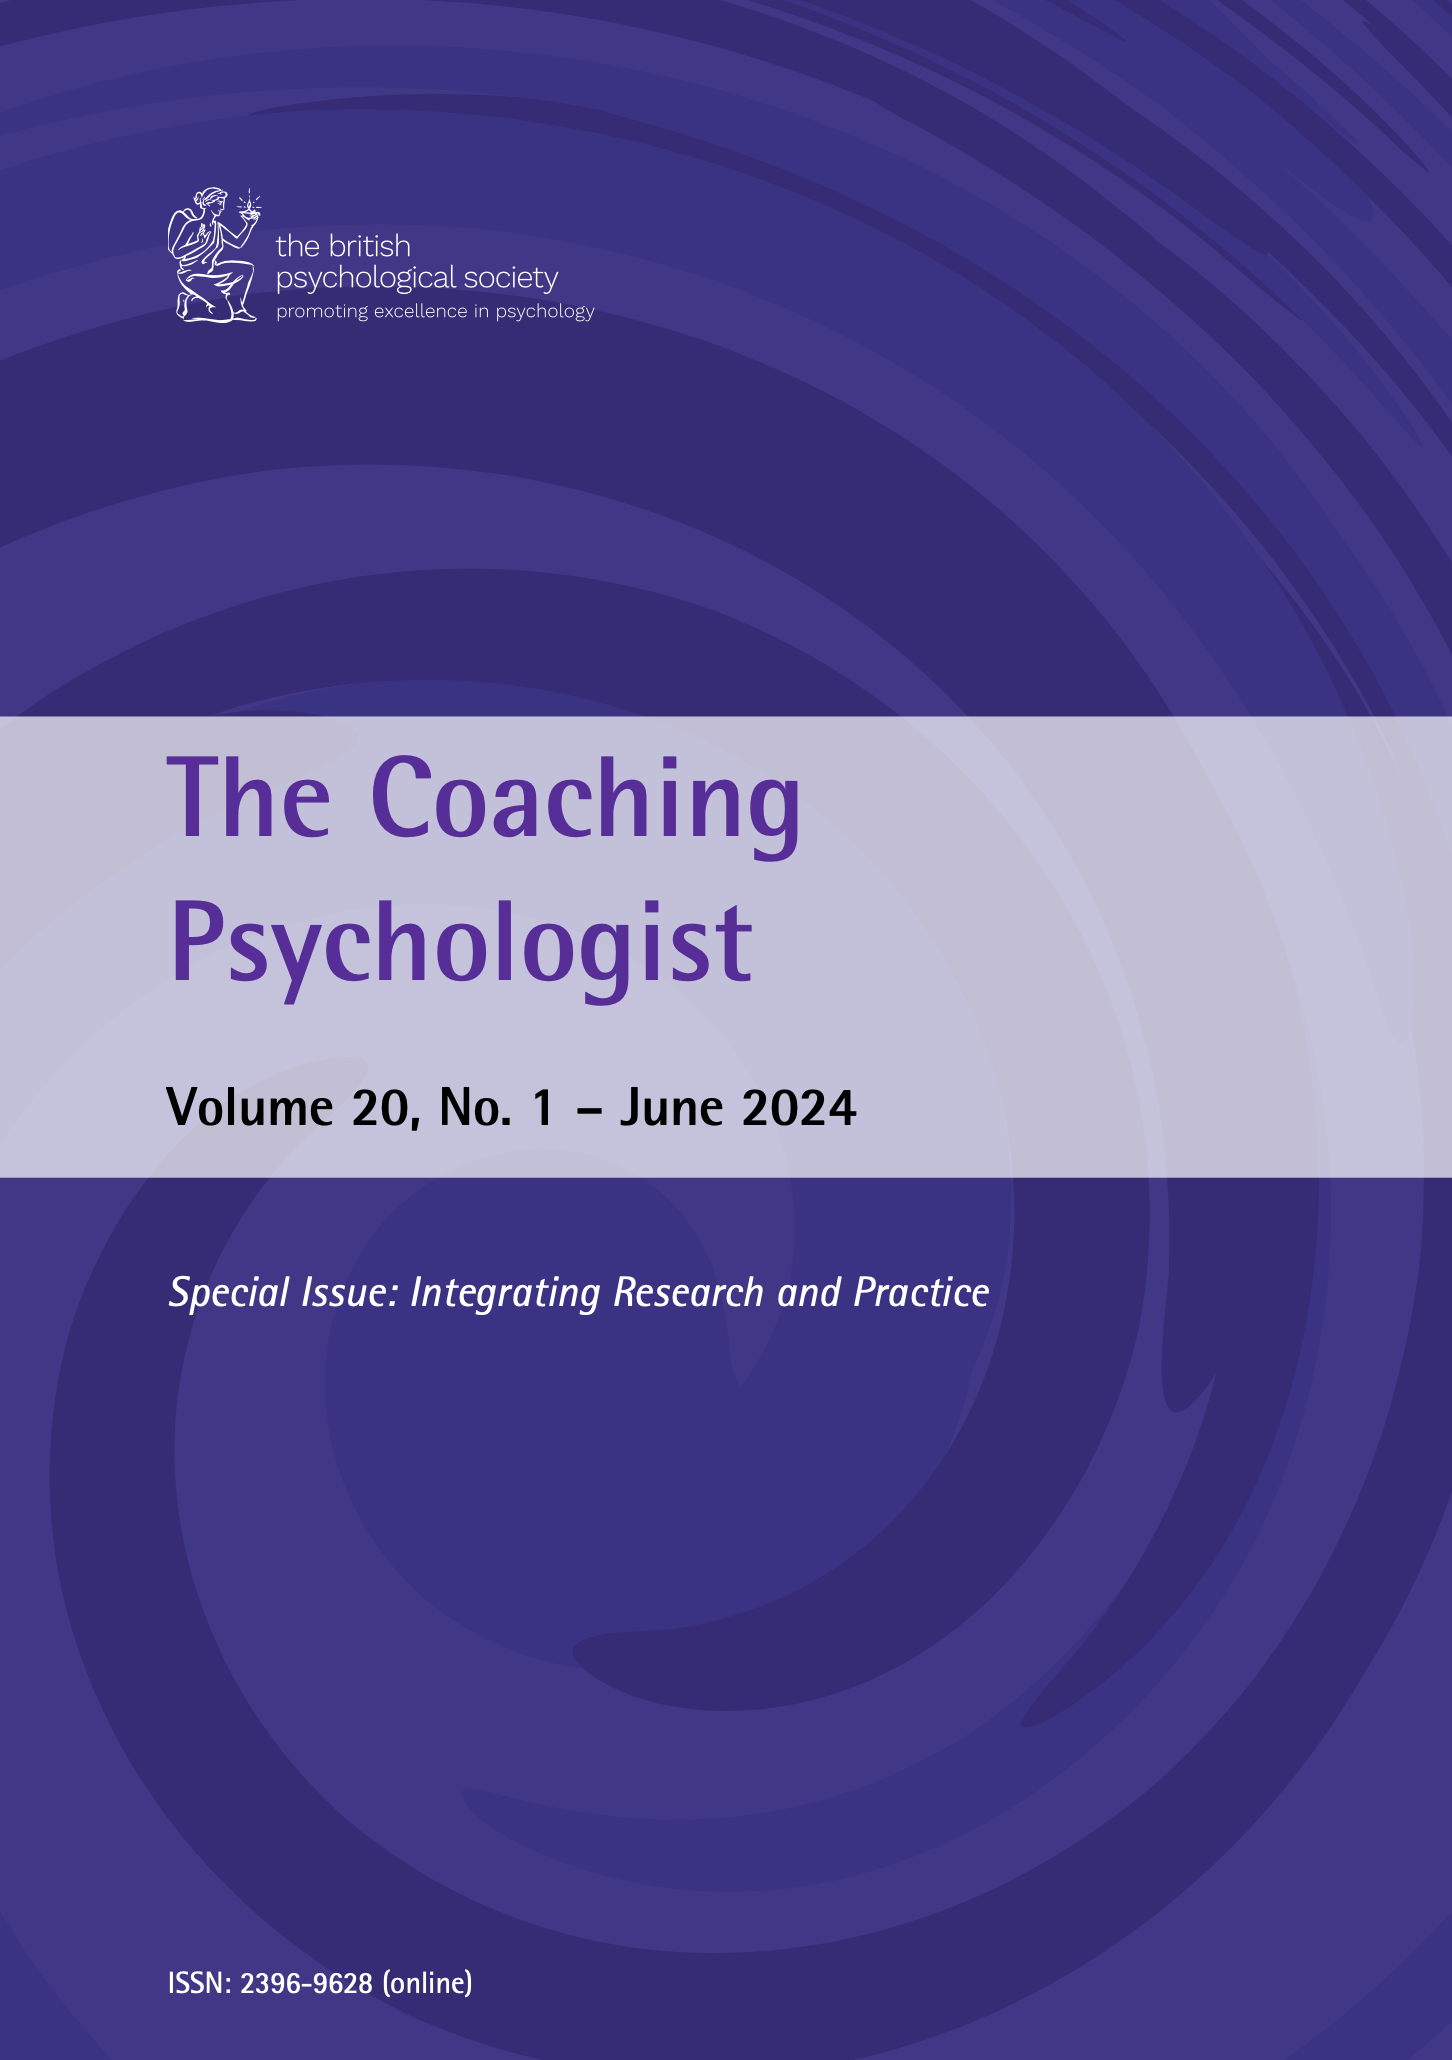 the british
psychological society
promoting excellence in psychology
The Coaching
Psychologist
Volume 20, No. 1 – June 2024
Special Issue: Integrating Research and Practice
ISSN: 2396-9628 (online)